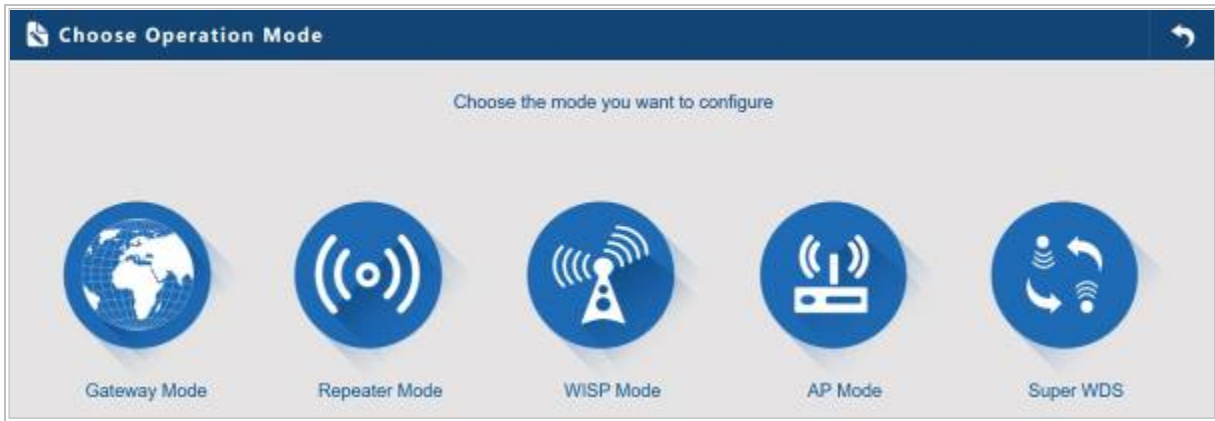 Choose Operation Mode
Choose the mode you want to configure
Gateway Mode
Repeater Mode
WISP Mode
AP Mode
Super WDS